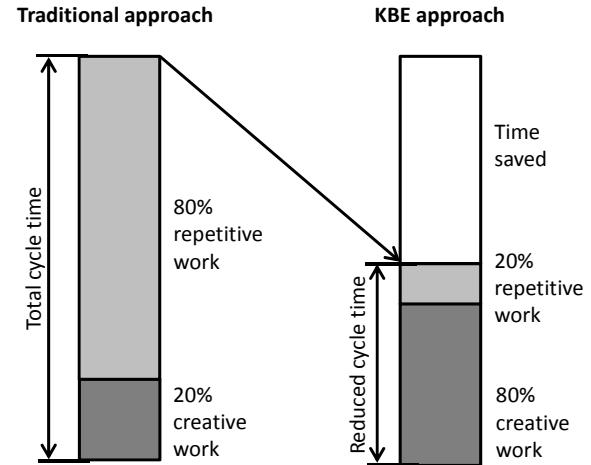 Traditional approach
KBE approach
Total cycle time
80%
repetitive
work
20%
creative
work
Time
saved
Reduced cycle time
20%
repetitive
work
80%
creative
work